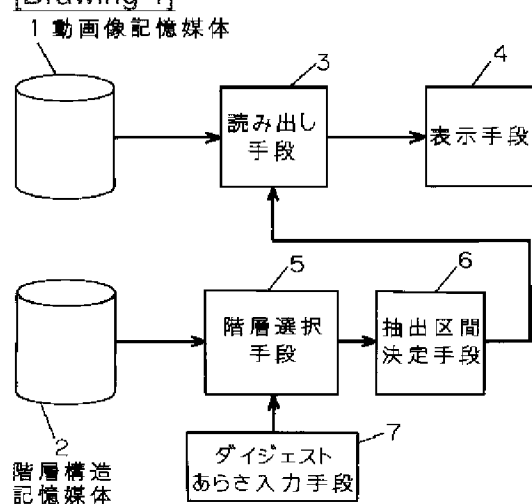 [Drawing 1]
1 動画像記憶媒体
3
4
読み出し
手段
表示手段
5
6
階層選択
手段
抽出区間
決定手段
2
階層構造
記憶媒体
7
ダイジェスト
あらさ入力手段